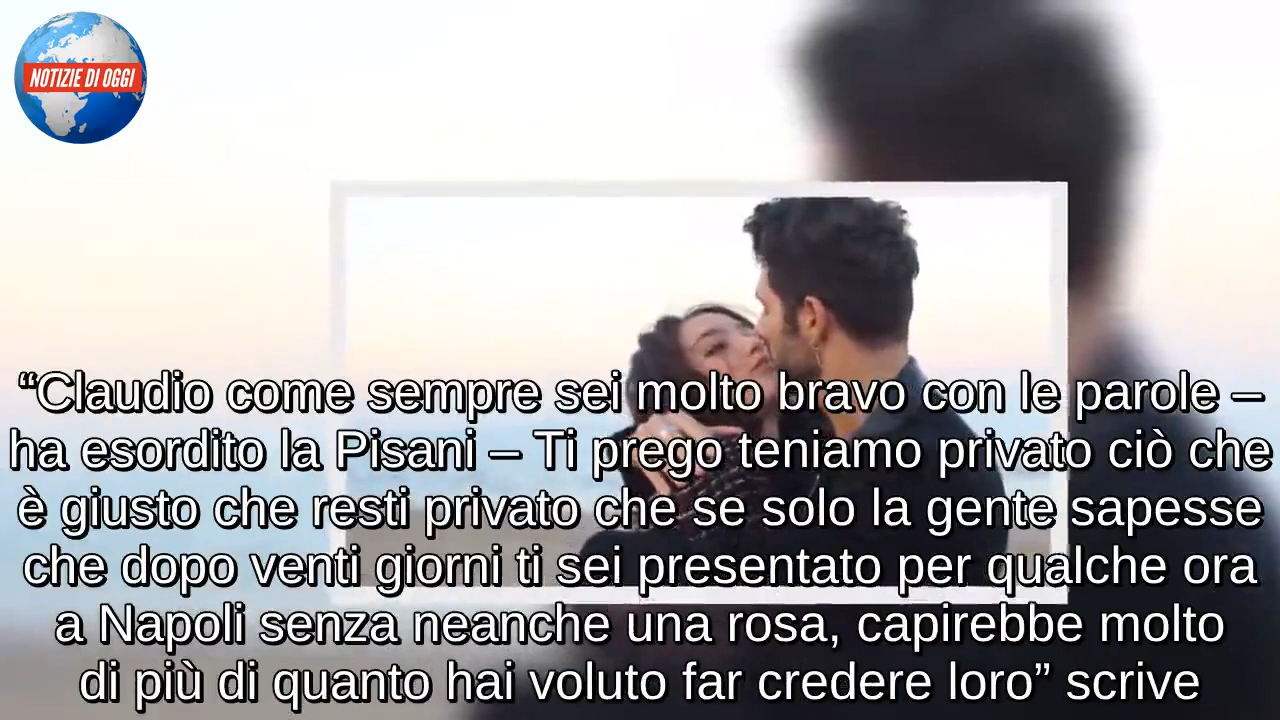 NOTIZIE DI OGGI
“Claudio come sempre sei molto bravo con le parole –
ha esordito la Pisani – Ti prego teniamo privato ciò che
è giusto che resti privato che se solo la gente sapesse
che dopo venti giorni ti sei presentato per qualche ora
a Napoli senza neanche una rosa, capirebbe molto
di più di quanto hai voluto far credere loro” scrive